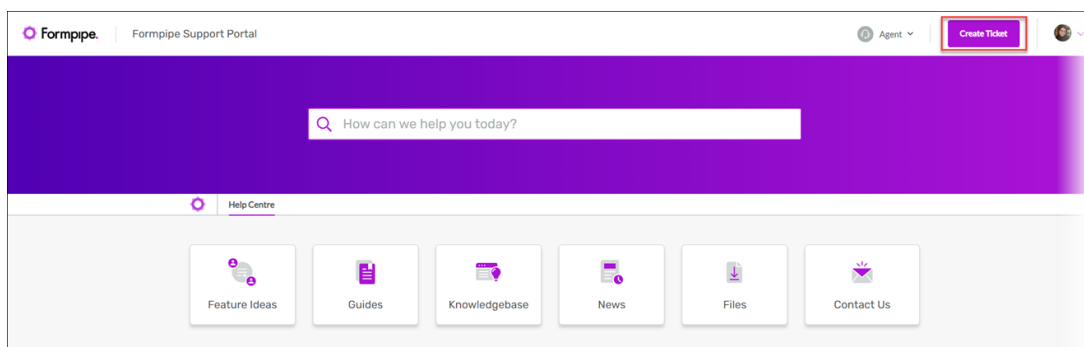 Formpipe.
Formpipe Support Portal
Agent
Create Ticket
How can we help you today?
Help Centre
Feature Ideas
Guides
Knowledgebase
News
Files
Contact Us